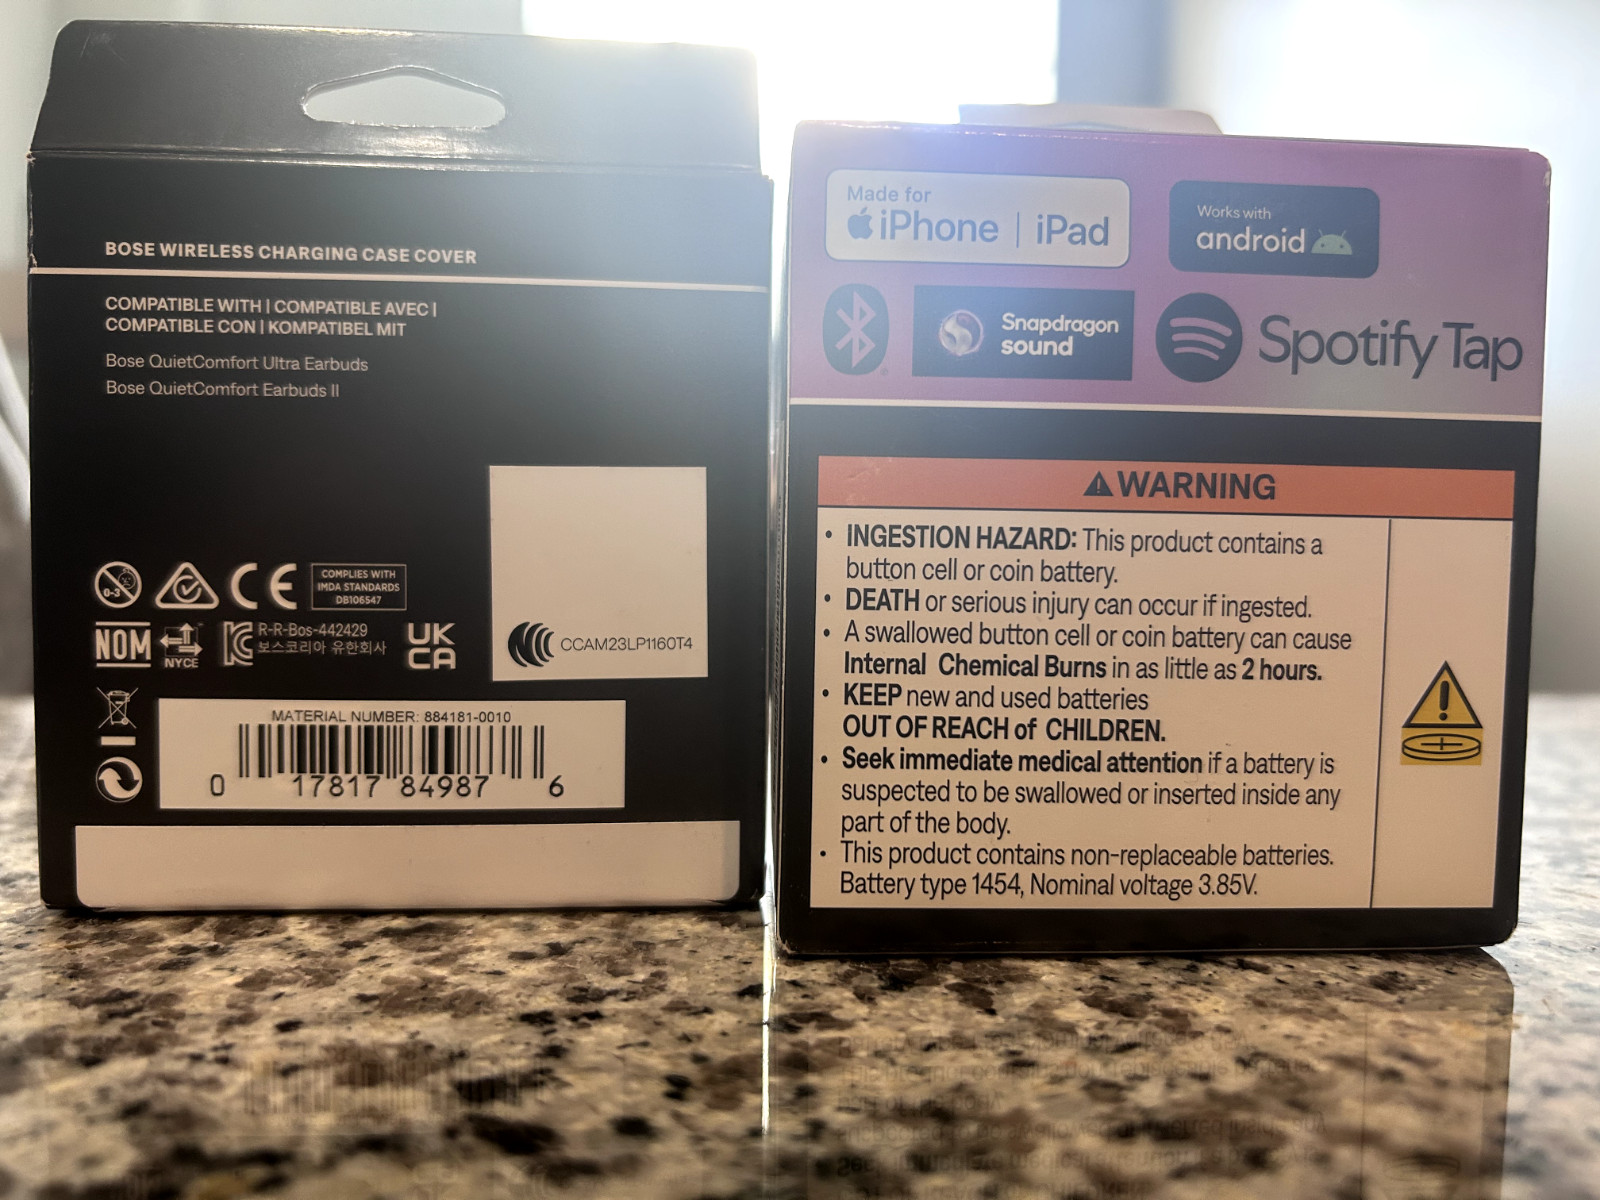 BOSE WIRELESS CHARGING CASE COVER
COMPATIBLE WITH | COMPATIBLE AVEC |
COMPATIBLE CON | KOMPATIBEL MIT
Bose QuietComfort Ultra Earbuds
Bose QuietComfort Earbuds II
0-3
CE
COMPLIES WITH
IMDA STANDARDS
DB106547
NOM
NYCE
R-R-Bos-442429
보스코리아 유한회사
UK
CA
CCAM23LP1160T4
MATERIAL NUMBER: 884181-0010
0 17817 84987 6
Made for
iPhone | iPad
Works with
android
Snapdragon
sound
Spotify Tap
WARNING
• INGESTION HAZARD: This product contains a
button cell or coin battery.
• DEATH or serious injury can occur if ingested.
• A swallowed button cell or coin battery can cause
Internal Chemical Burns in as little as 2 hours.
• KEEP new and used batteries
OUT OF REACH of CHILDREN.
• Seek immediate medical attention if a battery is
suspected to be swallowed or inserted inside any
part of the body.
• This product contains non-replaceable batteries.
Battery type 1454, Nominal voltage 3.85V.